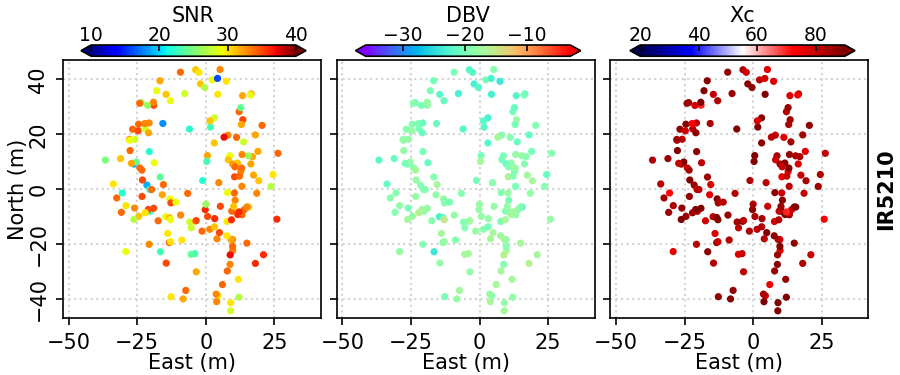 SNR DBV Xc
10 20 30 40 −30 −20 −10 20 40 60 80
40
20
0
−20
−40
North (m)
−50 −25 0 25 −50 −25 0 25 −50 −25 0 25
East (m) East (m) East (m)
IR5210